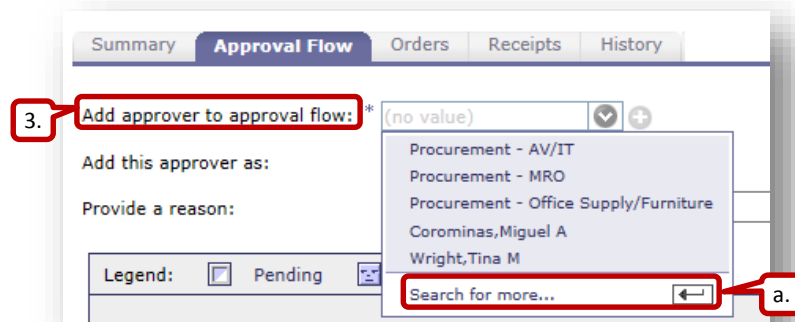 Summary Approval Flow Orders Receipts History
3. Add approver to approval flow: * (no value)
Procurement - AV/IT
Add this approver as:
Procurement - MRO
Provide a reason:
Procurement - Office Supply/Furniture
Corominas,Miguel A
Wright,Tina M
Legend: Pending
Search for more... a.